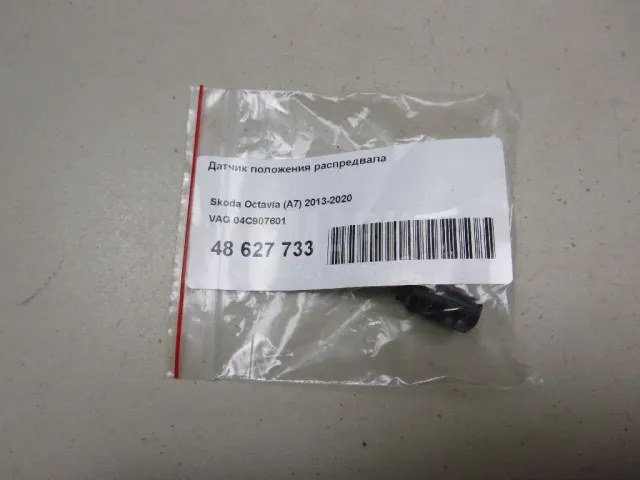 Датчик положения распредвала
Skoda Octavia (A7) 2013-2020
VAG 04C907601
48 627 733